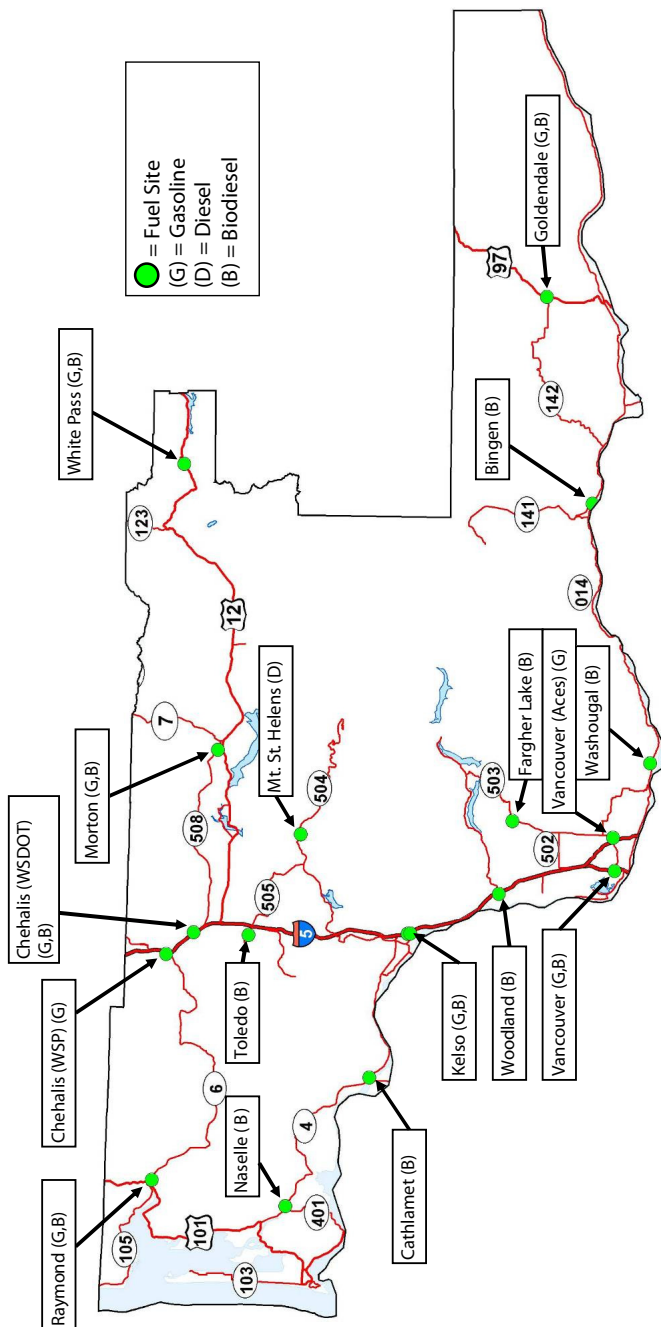 Raymond (G,B)
Chehalis (WSP) (G)
Chehalis (WSDOT)
(G,B)
Morton (G,B)
White Pass (G,B)
= Fuel Site
(G) = Gasoline
(D) = Diesel
(B) = Biodiesel
105
6
508
7
123
12
101
103
Naselle (B)
401
4
Toledo (B)
505
5
Mt. St. Helens (D)
504
97
142
141
014
Goldendale (G,B)
Bingen (B)
503
502
Fargher Lake (B)
Vancouver (Aces) (G)
Washougal (B)
Cathlamet (B)
Kelso (G,B)
Woodland (B)
Vancouver (G,B)